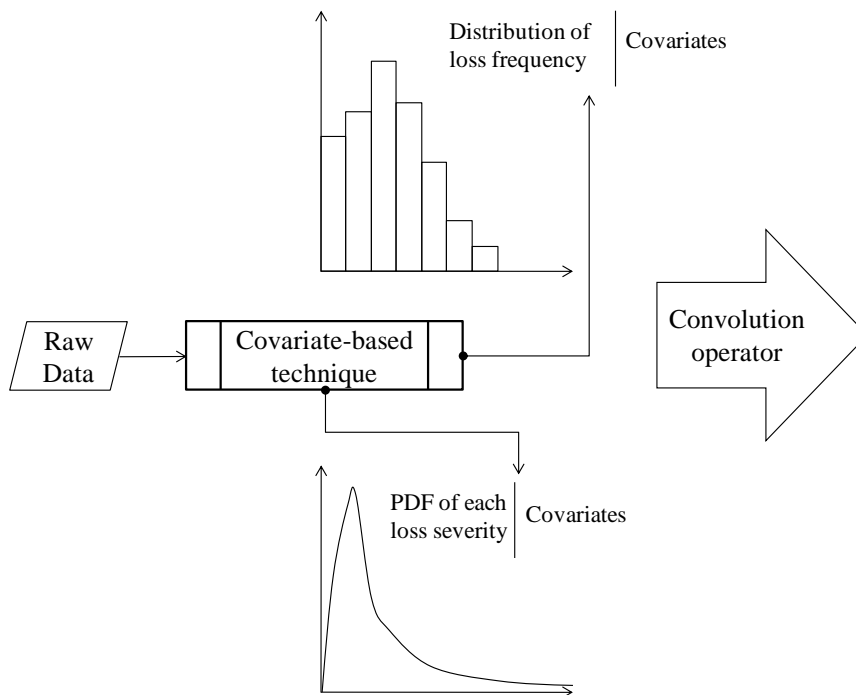 Distribution of
loss frequency
Covariates
Raw
Data
Covariate-based
technique
Convolution
operator
PDF of each
loss severity
Covariates